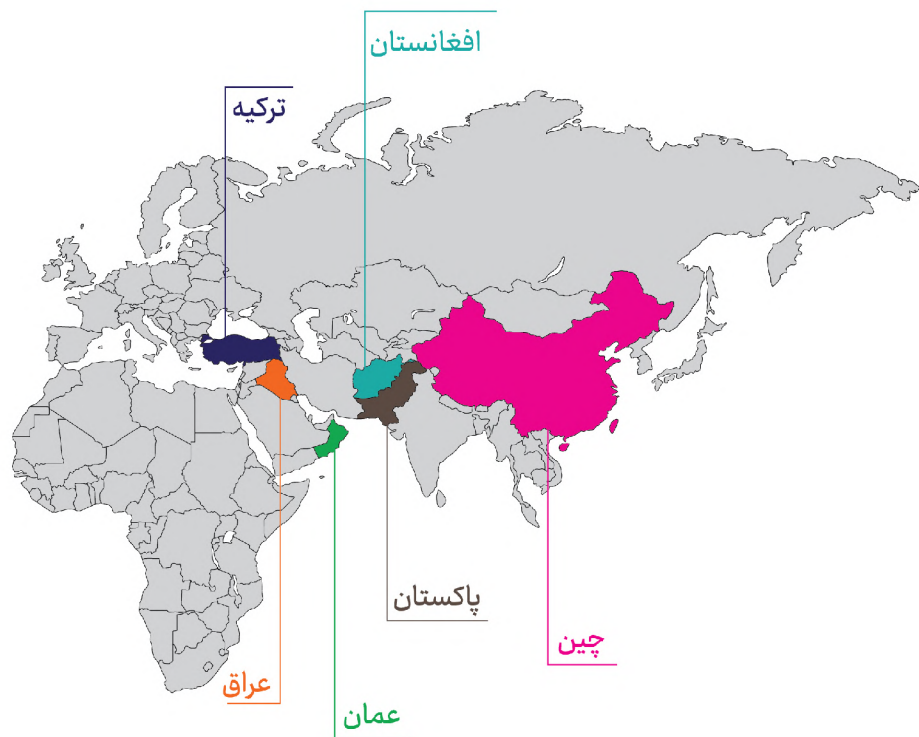 افغانستان
ترکیه
پاکستان
چین
عراق
عمان